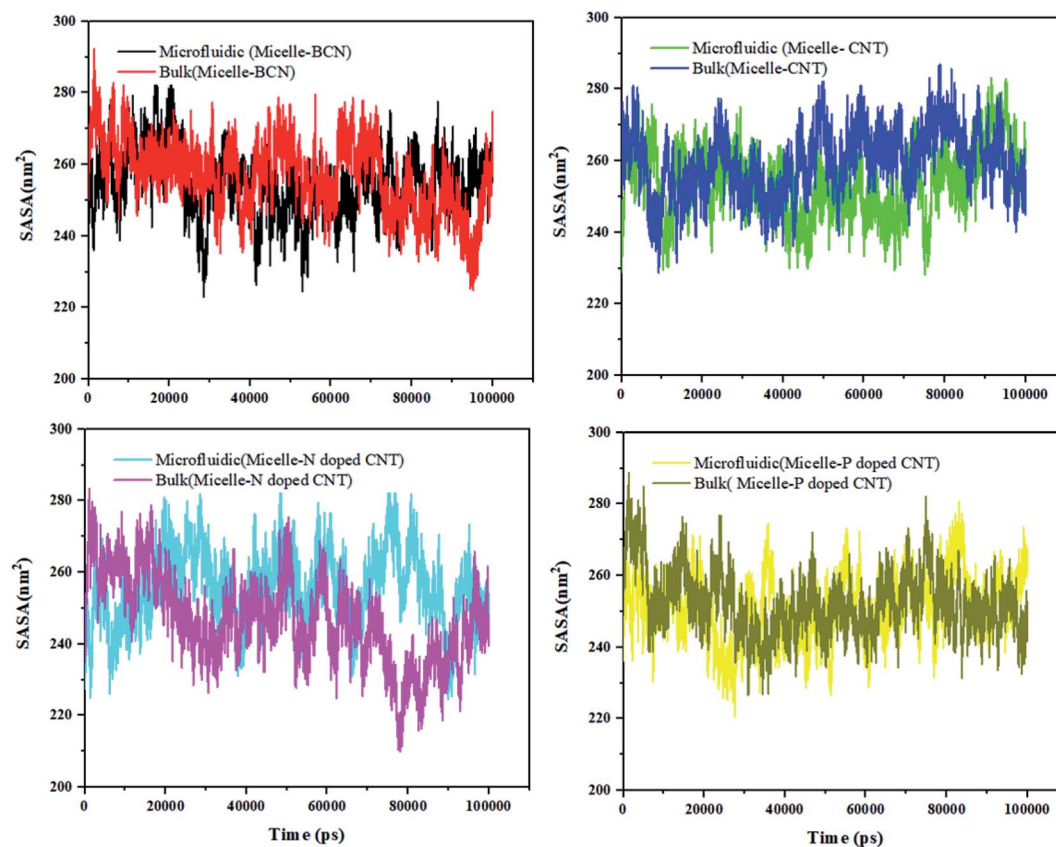 300
280
260
240
220
200
SASA(nm²)
Microfluidic (Micelle-BCN)
Bulk(Micelle-BCN)
0 20000 40000 60000 80000 100000
300
280
260
240
220
200
SASA(nm²)
Microfluidic (Micelle- CNT)
Bulk(Micelle-CNT)
0 20000 40000 60000 80000 100000
300
280
260
240
220
200
SASA(nm²)
Microfluidic(Micelle-N doped CNT)
Bulk(Micelle-N doped CNT)
0 20000 40000 60000 80000 100000
Time (ps)
300
280
260
240
220
200
SASA(nm²)
Microfluidic(Micelle-P doped CNT)
Bulk( Micelle-P doped CNT)
0 20000 40000 60000 80000 100000
Time (ps)